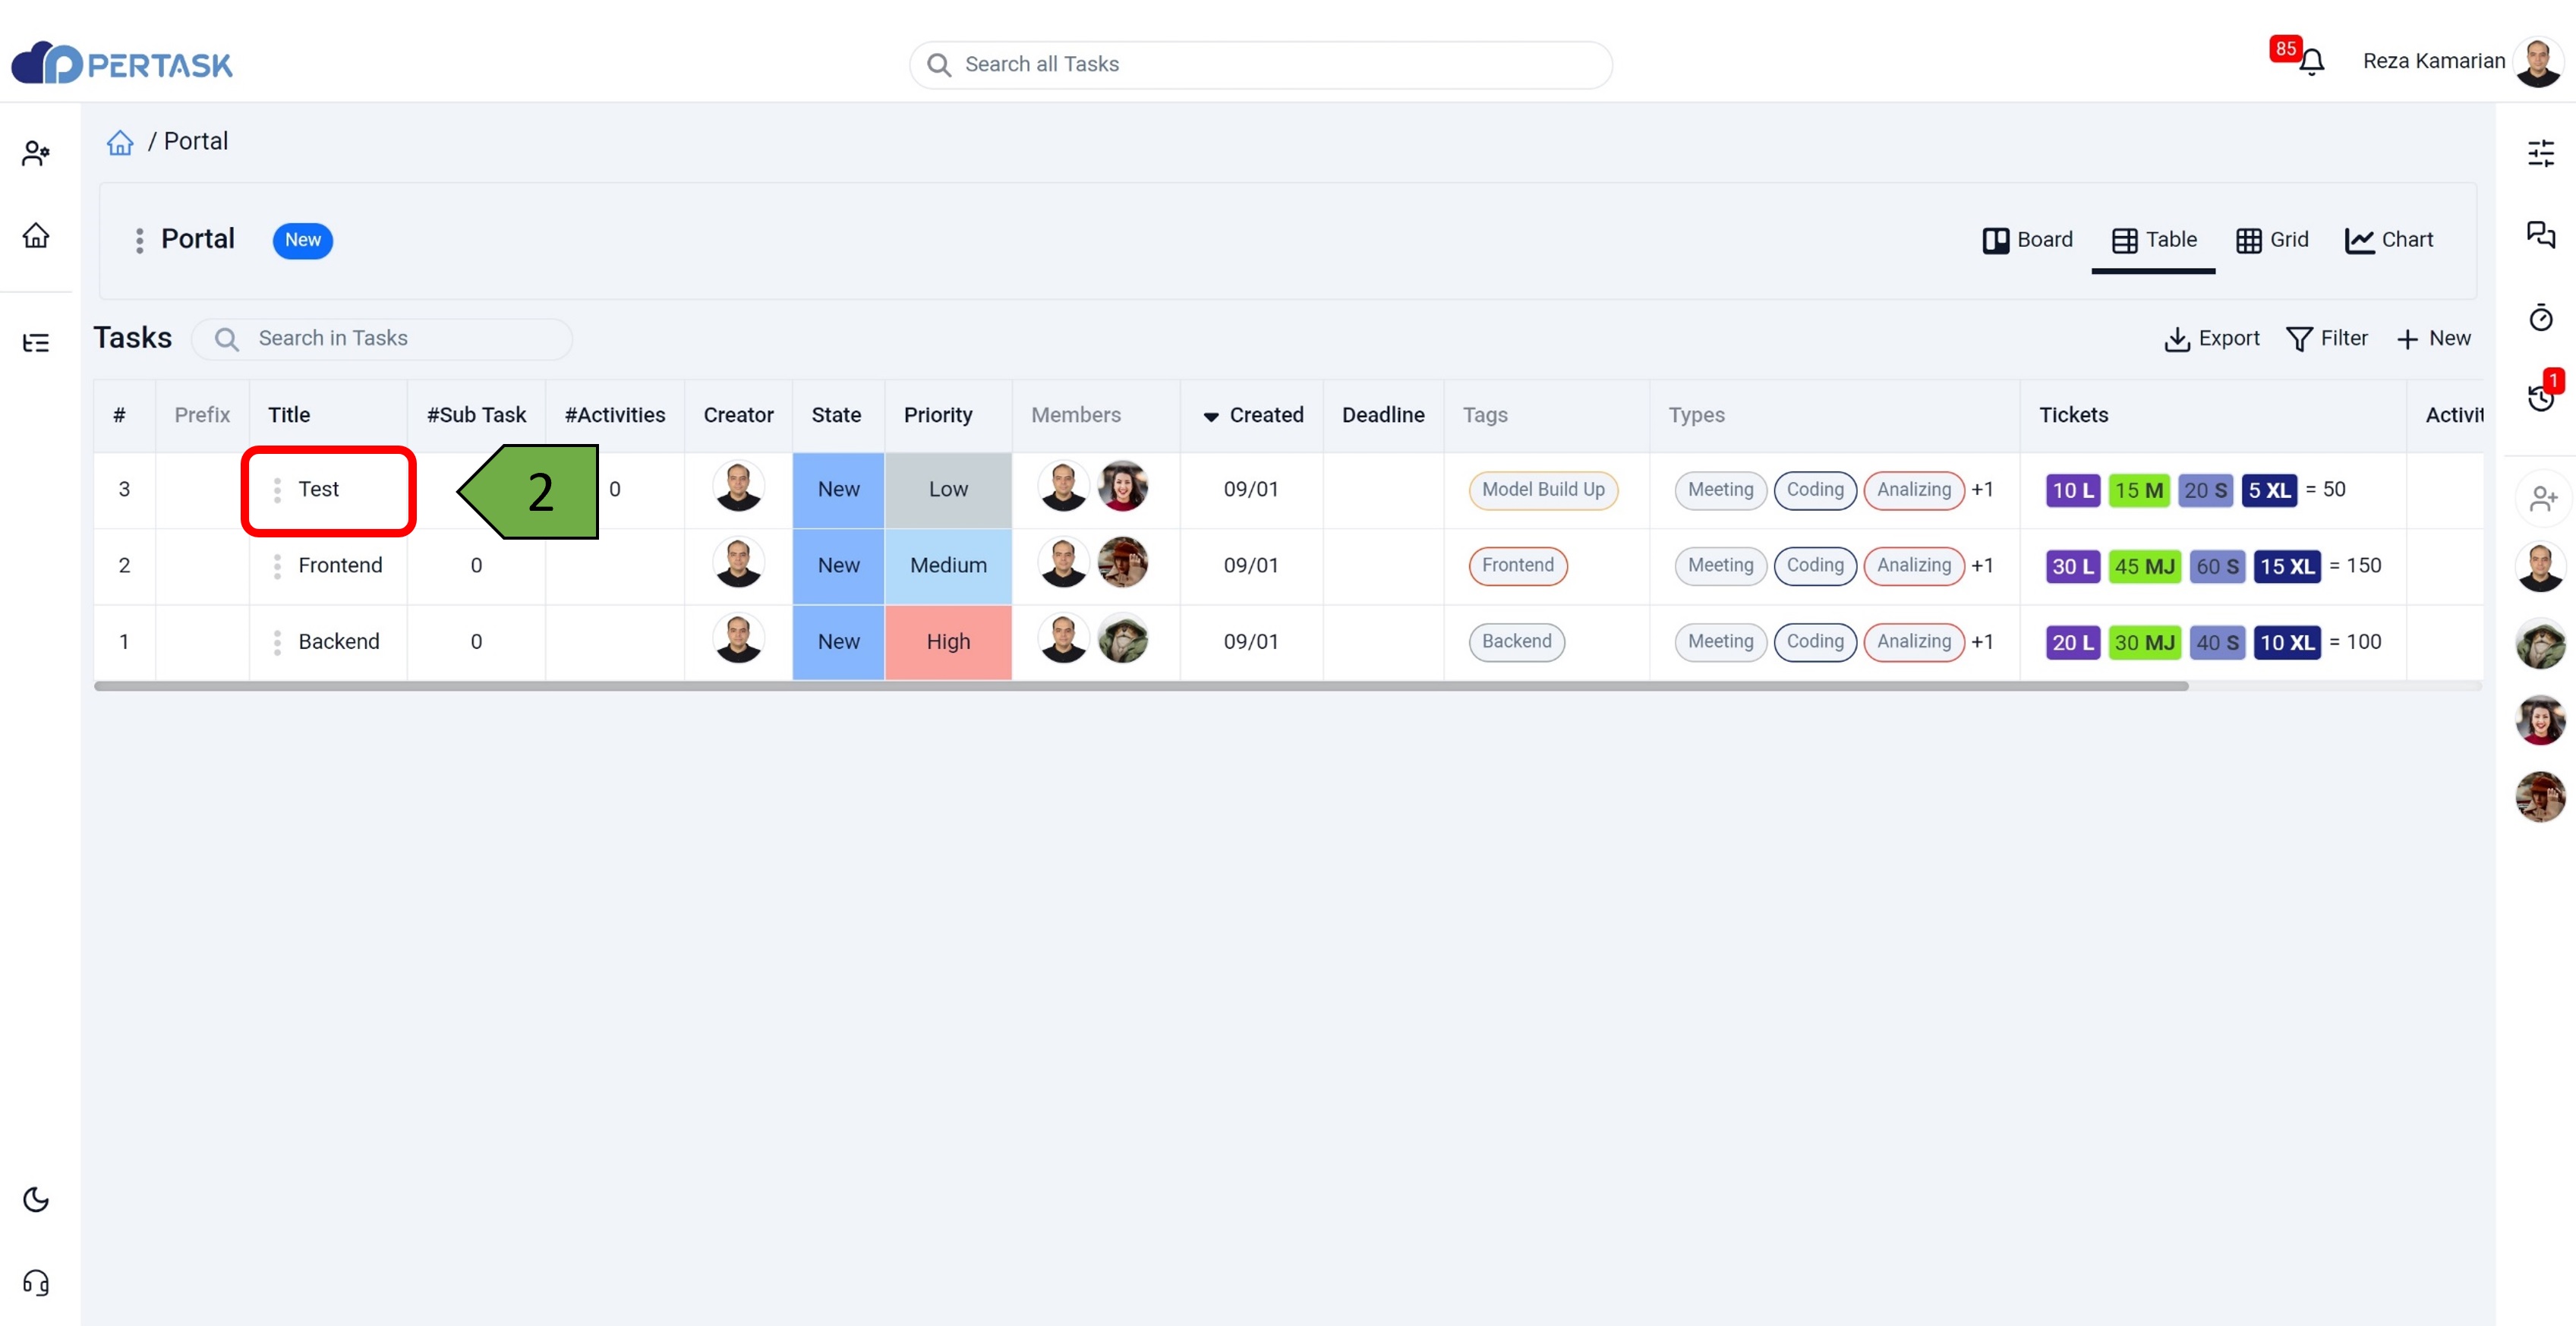 PERTASK
Search all Tasks
85
Reza Kamarian
/ Portal
Portal New
Board Table Grid Chart
Tasks Search in Tasks
Export Filter + New
1
# Prefix Title #Sub Task #Activities Creator State Priority Members Created Deadline Tags Types Tickets Activit
3 Test 2 0 New Low 09/01 Model Build Up Meeting Coding Analizing +1 10 L 15 M 20 S 5 XL = 50
2 Frontend 0 New Medium 09/01 Frontend Meeting Coding Analizing +1 30 L 45 MJ 60 S 15 XL = 150
1 Backend 0 New High 09/01 Backend Meeting Coding Analizing +1 20 L 30 MJ 40 S 10 XL = 100